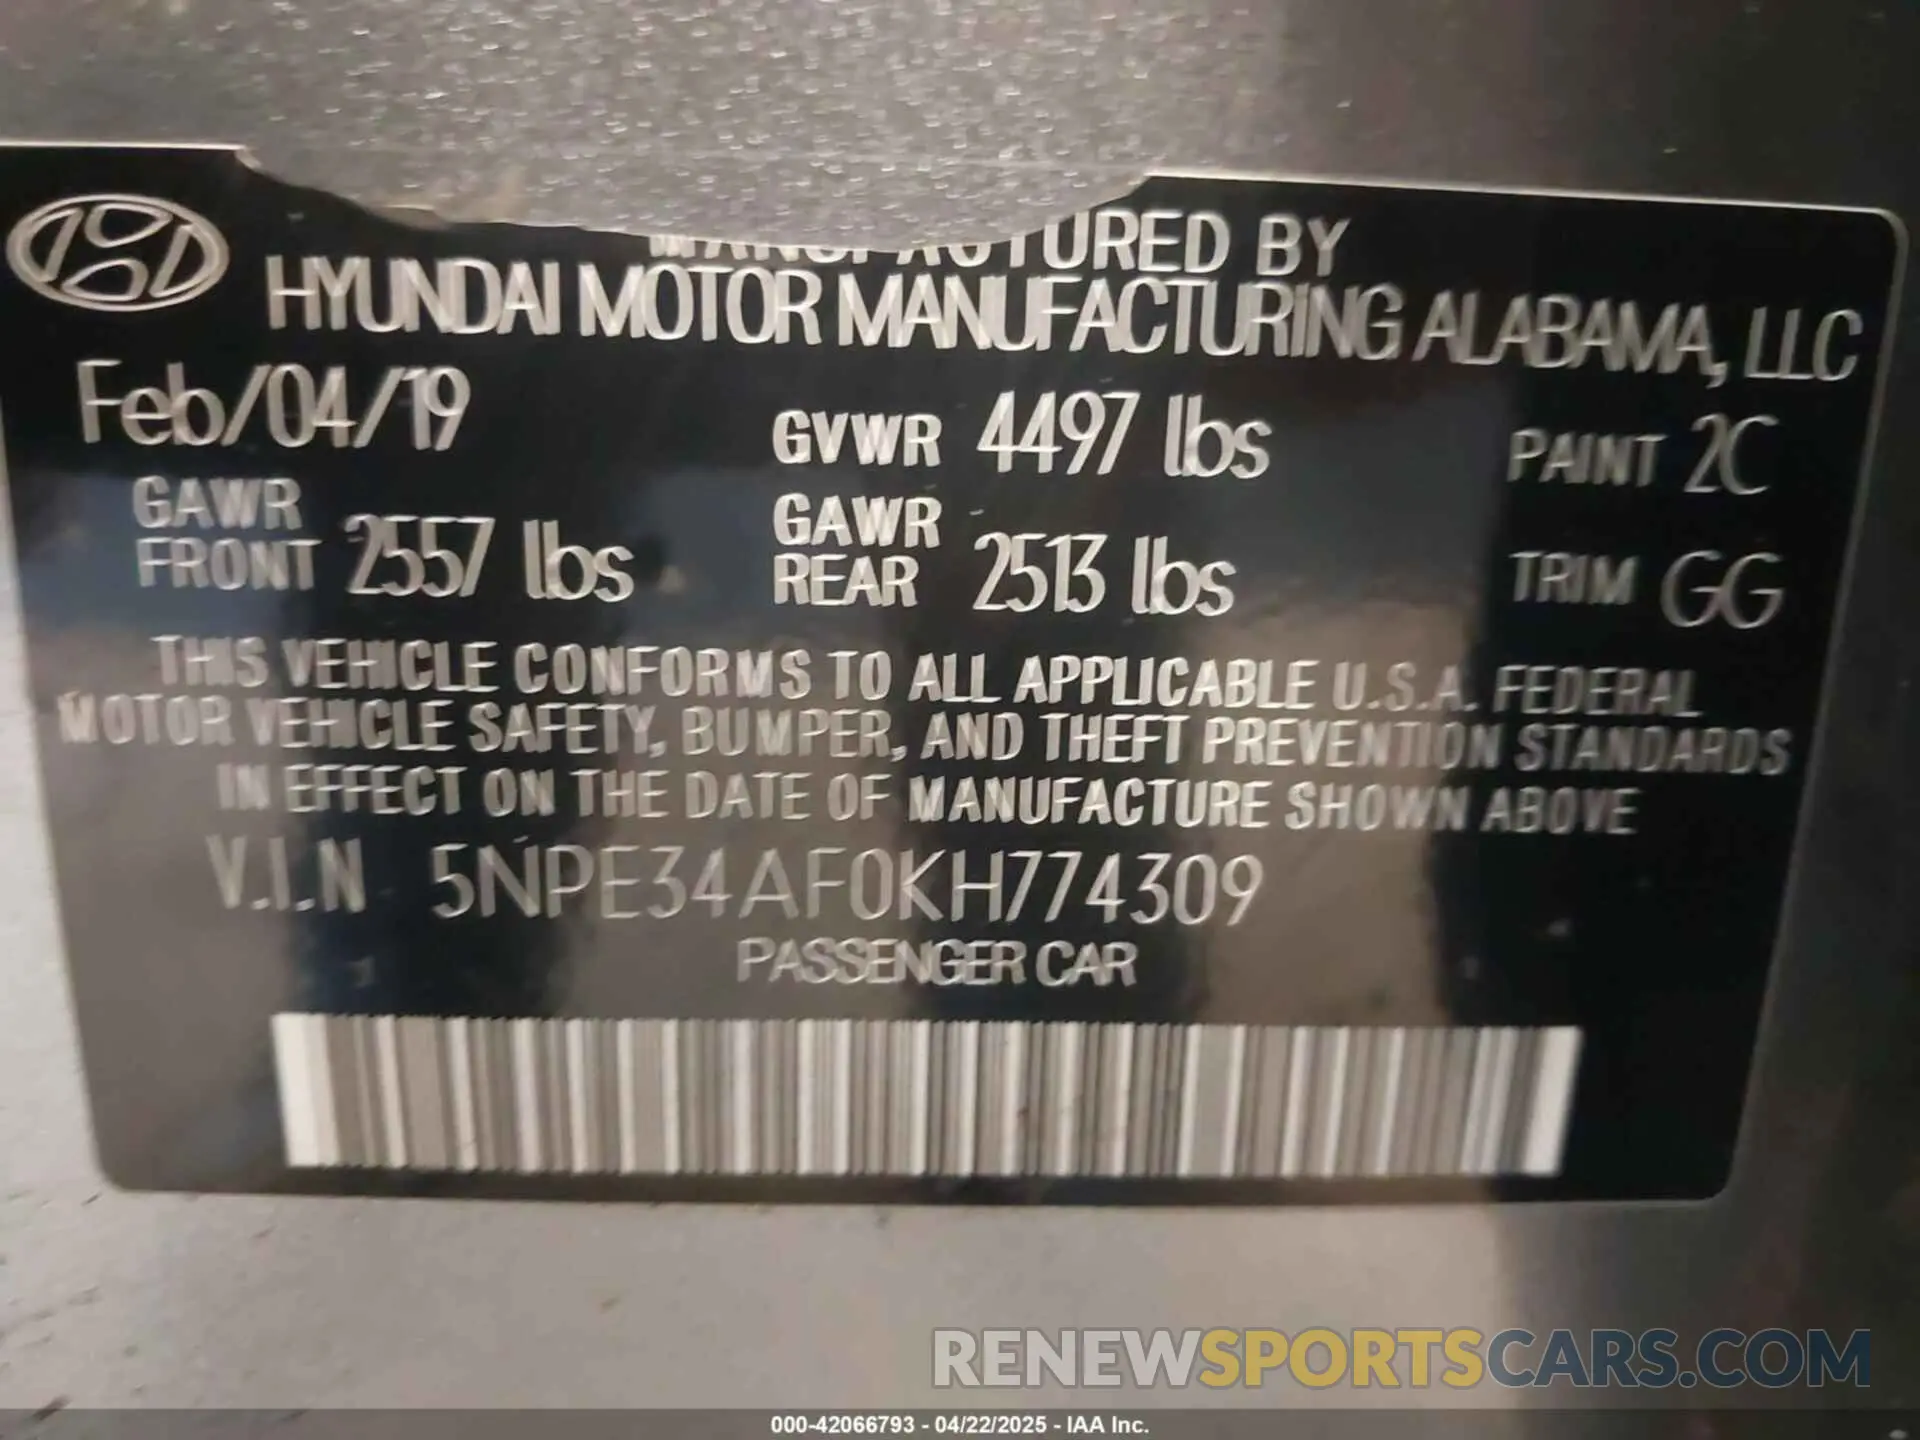 MANUFACTURED BY
HYUNDAI MOTOR MANUFACTURING ALABAMA, LLC
Feb/04/19 GVWR 4497 lbs PAINT 2C
GAWR FRONT 2557 lbs GAWR REAR 2513 lbs TRIM GG
THIS VEHICLE CONFORMS TO ALL APPLICABLE U.S.A. FEDERAL
MOTOR VEHICLE SAFETY, BUMPER, AND THEFT PREVENTION STANDARDS
IN EFFECT ON THE DATE OF MANUFACTURE SHOWN ABOVE
V.I.N 5NPE34AF0KH774309
PASSENGER CAR
RENEWSPORTSCARS.COM
000-42066793 - 04/22/2025 - IAA Inc.